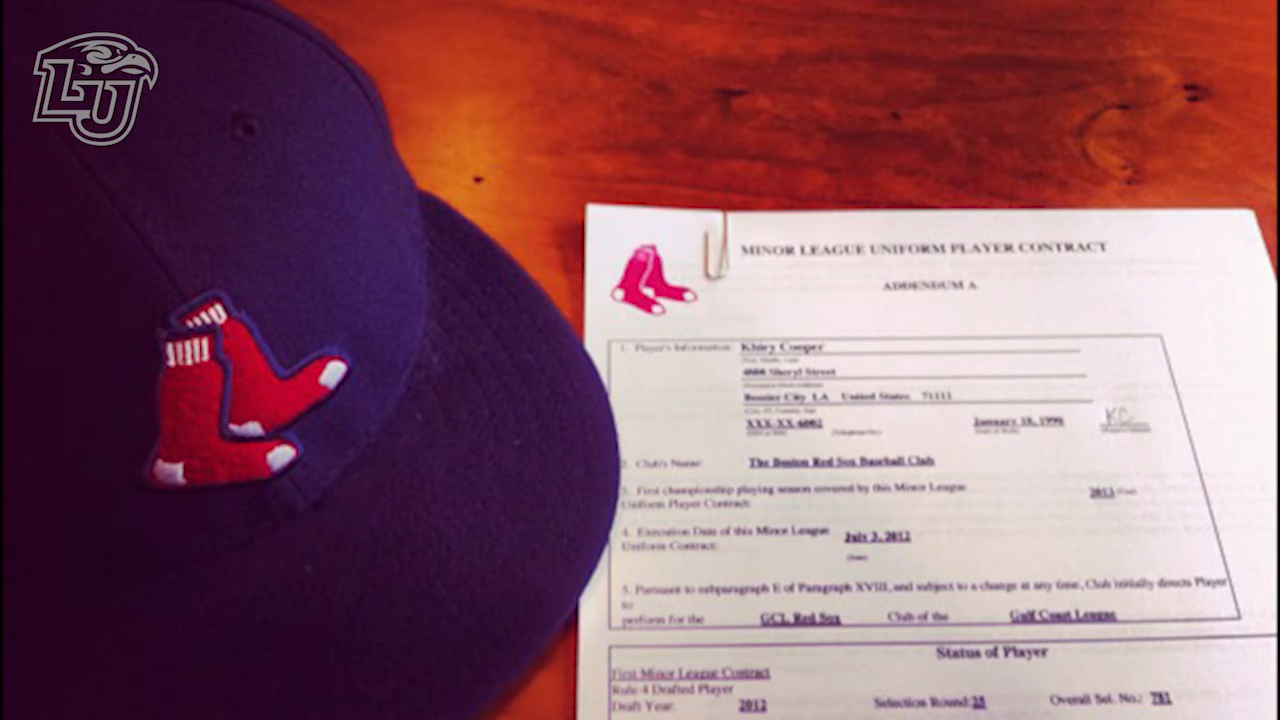 LU
MINOR LEAGUE UNIFORM PLAYER CONTRACT
ADDENDUM A
1. Player's Information: Khiry Cooper
4008 Sheryl Street
Bossier City LA United States 71111
XXX-XX-6002 January 18, 1990 KC
2. Club's Name: The Boston Red Sox Baseball Club
3. First championship playing season covered by this Minor League 2012
Uniform Player Contract:
4. Execution Date of this Minor League July 3, 2012
Uniform Contract:
5. Pursuant to subparagraph E of Paragraph XVIII, and subject to a change at any time, Club initially directs Player
to
perform for the GCL Red Sox Club of the Gulf Coast League
Status of Player
First Minor League Contract
Rule 4 Drafted Player
Draft Year: 2012 Selection Round: 25 Overall Sel. No.: 781